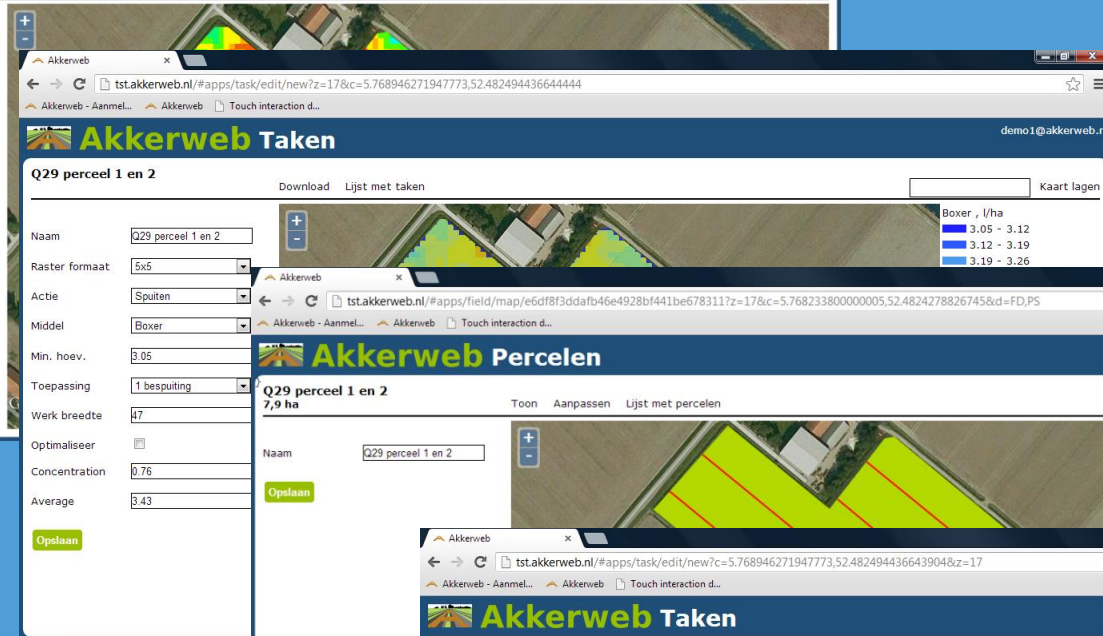 Akkerweb
tst.akkerweb.nl/#apps/task/edit/new?z=17&c=5.768946271947773,52.482494436644444
Akkerweb - Aanmel... Akkerweb Touch interaction d...
Akkerweb Taken
demo1@akkerweb.n
Q29 perceel 1 en 2
Download Lijst met taken
Kaart lagen
Boxer , l/ha
3.05 - 3.12
3.12 - 3.19
3.19 - 3.26
Naam Q29 perceel 1 en 2
Raster formaat 5x5
Actie Spuiten
Middel Boxer
Min. hoev. 3.05
Toepassing 1 bespuiting
Werk breedte 47
Optimaliseer
Concentration 0.76
Average 3.43
Opslaan
Akkerweb
tst.akkerweb.nl/#apps/field/map/e6df8f3ddafb46e4928bf441be678311?z=17&c=5.768233800000005,52.4824278826745&d=FD,PS
Akkerweb - Aanmel... Akkerweb Touch interaction d...
Akkerweb Percelen
Q29 perceel 1 en 2
7,9 ha
Toon Aanpassen Lijst met percelen
Naam Q29 perceel 1 en 2
Opslaan
Akkerweb
tst.akkerweb.nl/#apps/task/edit/new?c=5.768946271947773,52.482494436643904&z=17
Akkerweb - Aanmel... Akkerweb Touch interaction d...
Akkerweb Taken